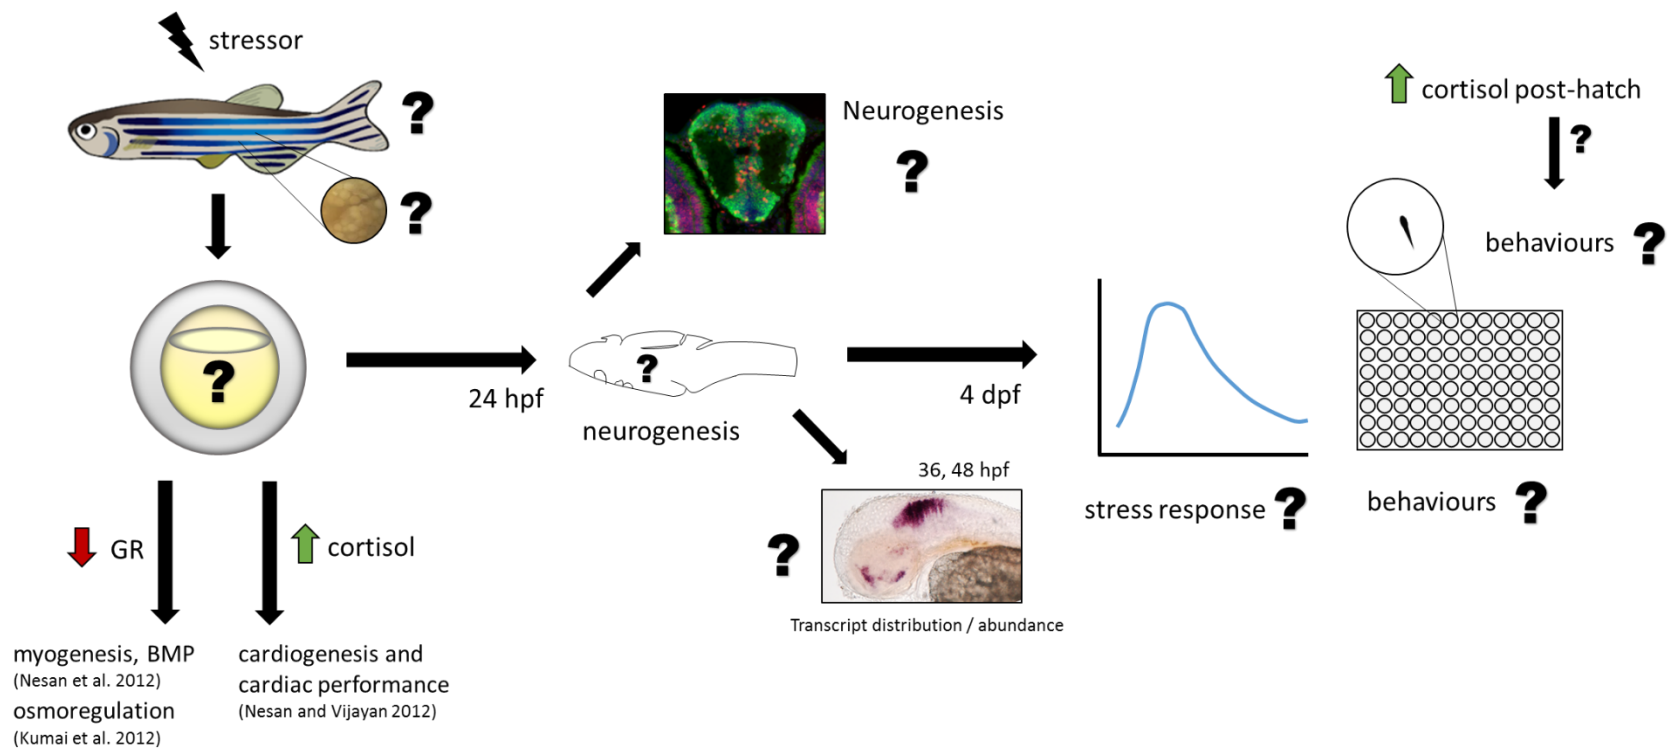 stressor
?
?
?
GR
cortisol
myogenesis, BMP
(Nesan et al. 2012)
osmoregulation
(Kumai et al. 2012)
cardiogenesis and
cardiac performance
(Nesan and Vijayan 2012)
24 hpf
Neurogenesis
?
?
neurogenesis
36, 48 hpf
?
Transcript distribution / abundance
4 dpf
stress response ?
cortisol post-hatch
?
behaviours ?
behaviours ?